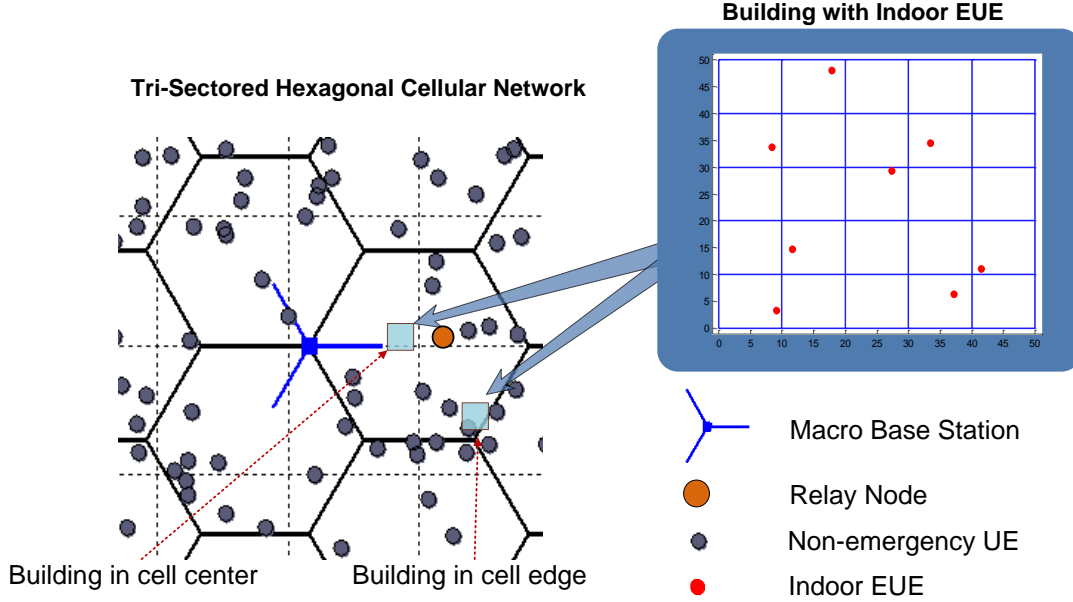 Building with Indoor EUE
Tri-Sectored Hexagonal Cellular Network
50
45
40
35
30
25
20
15
10
5
0
0 5 10 15 20 25 30 35 40 45 50
Macro Base Station
Relay Node
Non-emergency UE
Indoor EUE
Building in cell center
Building in cell edge